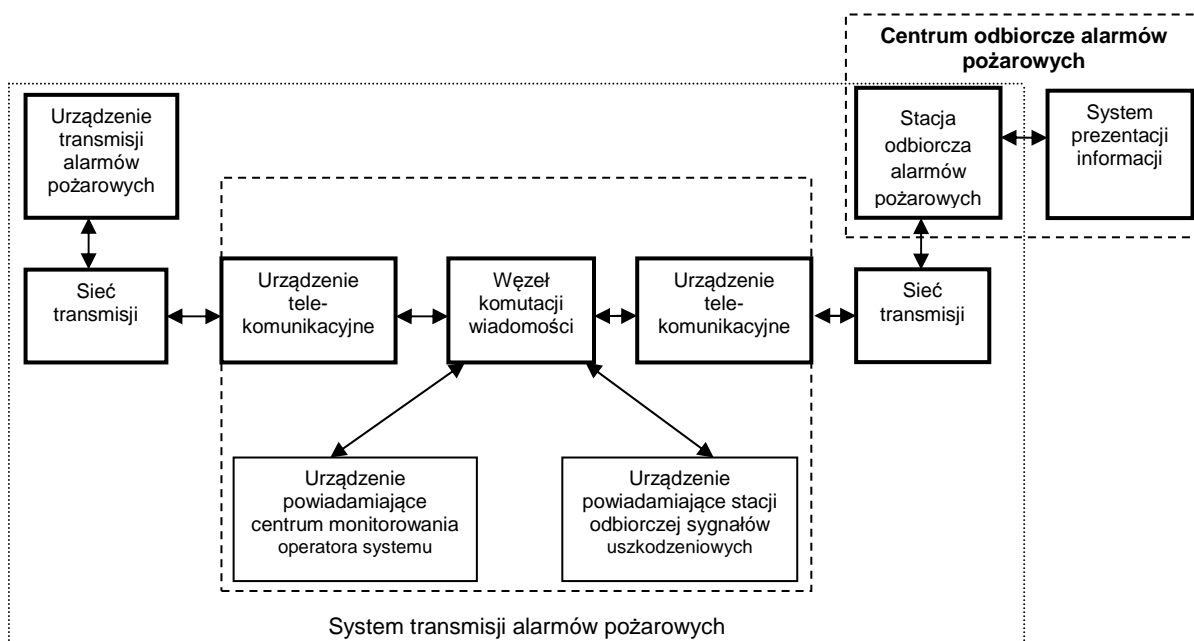 Centrum odbiorcze alarmów
pożarowych
Urządzenie
transmisji
alarmów
pożarowych
Stacja
odbiorcza
alarmów
pożarowych
System
prezentacji
informacji
Sieć
transmisji
Urządzenie
tele-
komunikacyjne
Węzeł
komutacji
wiadomości
Urządzenie
tele-
komunikacyjne
Sieć
transmisji
Urządzenie
powiadamiające
centrum monitorowania
operatora systemu
Urządzenie
powiadamiające stacji
odbiorczej sygnałów
uszkodzeniowych
System transmisji alarmów pożarowych